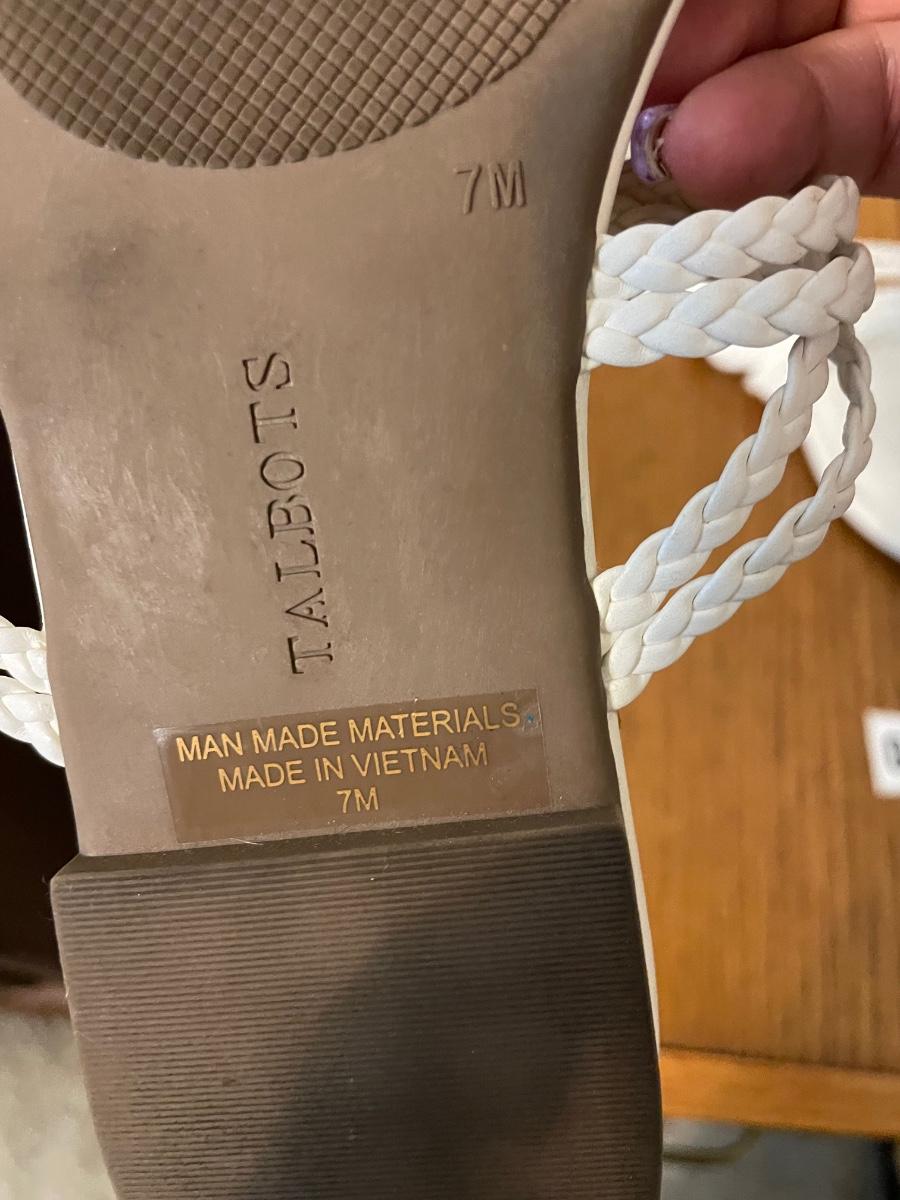 7M
TALBOTS
MAN MADE MATERIALS.
MADE IN VIETNAM
7M